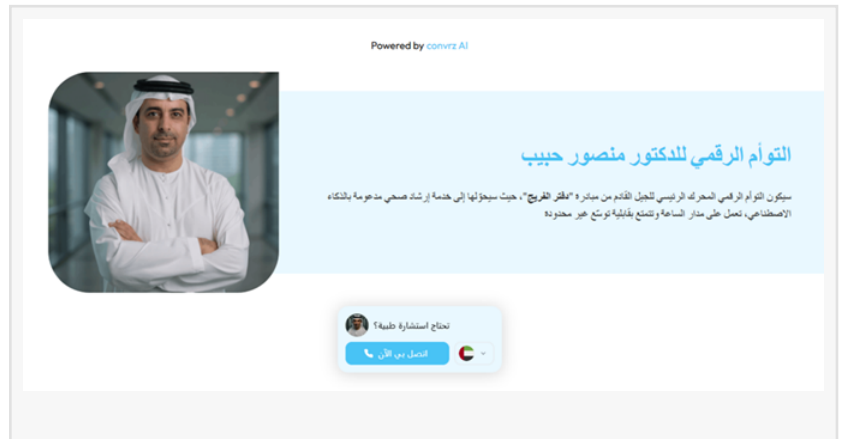 Powered by convrz AI
التوأم الرقمي للدكتور منصور حبيب
سيكون التوأم الرقمي المحرك الرئيسي للجيل القادم من مبادرة "دفتر الفريج"، حيث سيحوّلها إلى خدمة إرشاد صحي مدعومة بالذكاء
الاصطناعي، تعمل على مدار الساعة وتتمتع بقابلية توسّع غير محدودة
تحتاج استشارة طبية؟
اتصل بي الآن